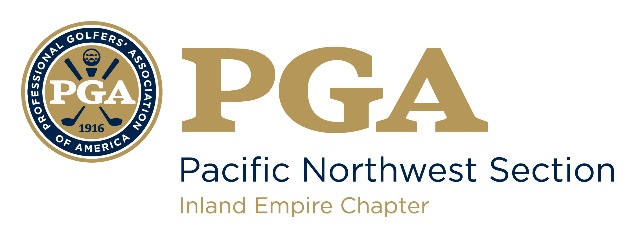 PROFESSIONAL GOLFERS' ASSOCIATION
OF AMERICA
PGA
1916
PGA
Pacific Northwest Section
Inland Empire Chapter